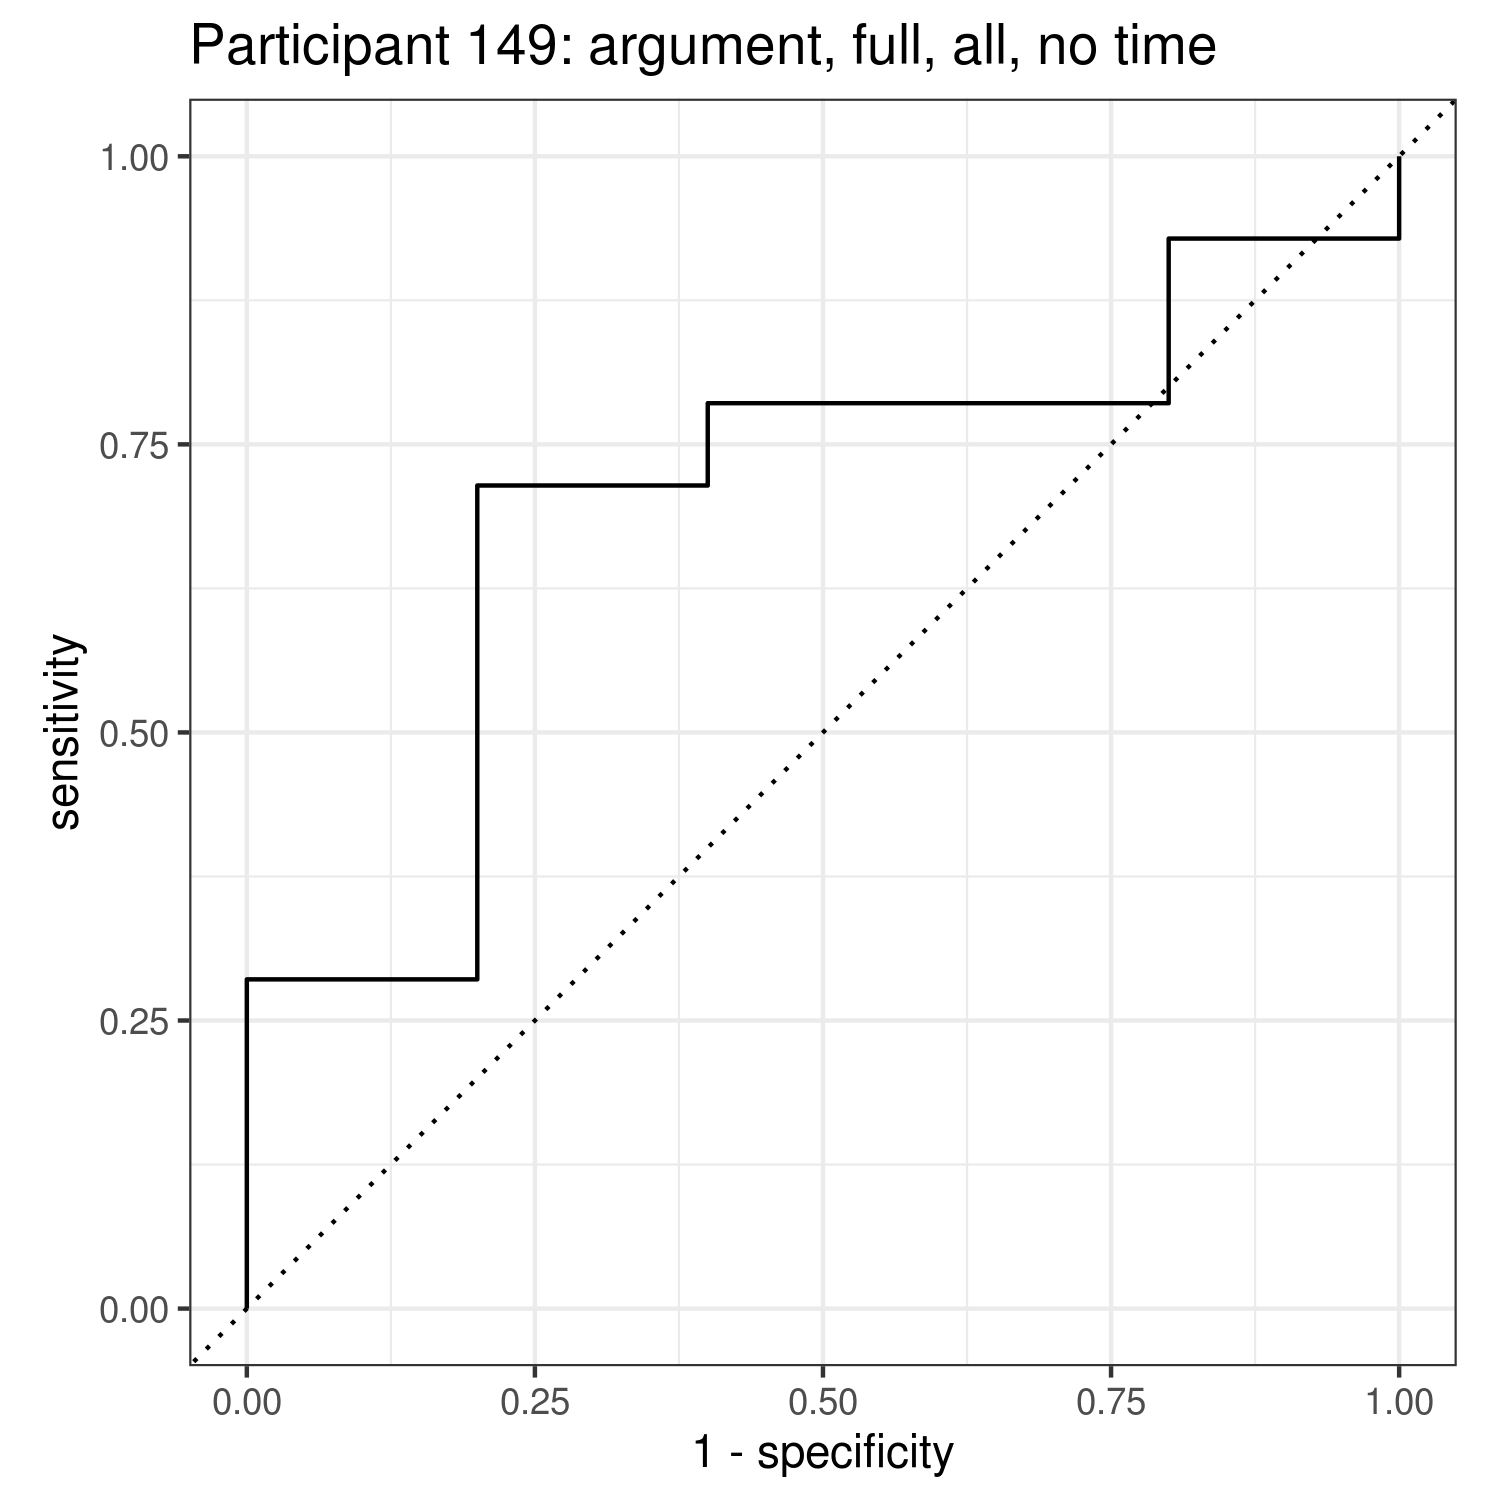 Participant 149: argument, full, all, no time
1.00
0.75
0.50
0.25
0.00
sensitivity
0.00 0.25 0.50 0.75 1.00
1 - specificity